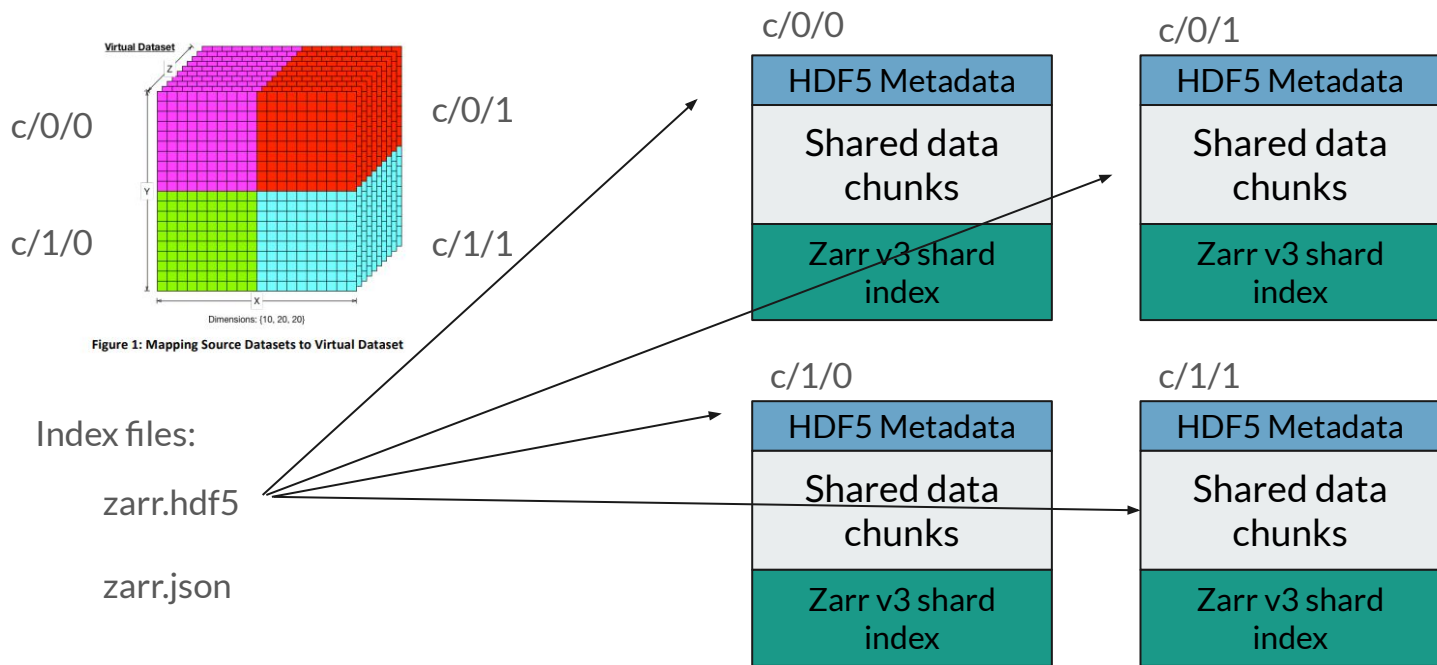 Virtual Dataset
Z
c/0/0
c/0/1
Y
c/1/0
c/1/1
X
Dimensions: {10, 20, 20}
Figure 1: Mapping Source Datasets to Virtual Dataset
Index files:
zarr.hdf5
zarr.json
c/0/0
HDF5 Metadata
Shared data
chunks
Zarr v3 shard
index
c/0/1
HDF5 Metadata
Shared data
chunks
Zarr v3 shard
index
c/1/0
HDF5 Metadata
Shared data
chunks
Zarr v3 shard
index
c/1/1
HDF5 Metadata
Shared data
chunks
Zarr v3 shard
index